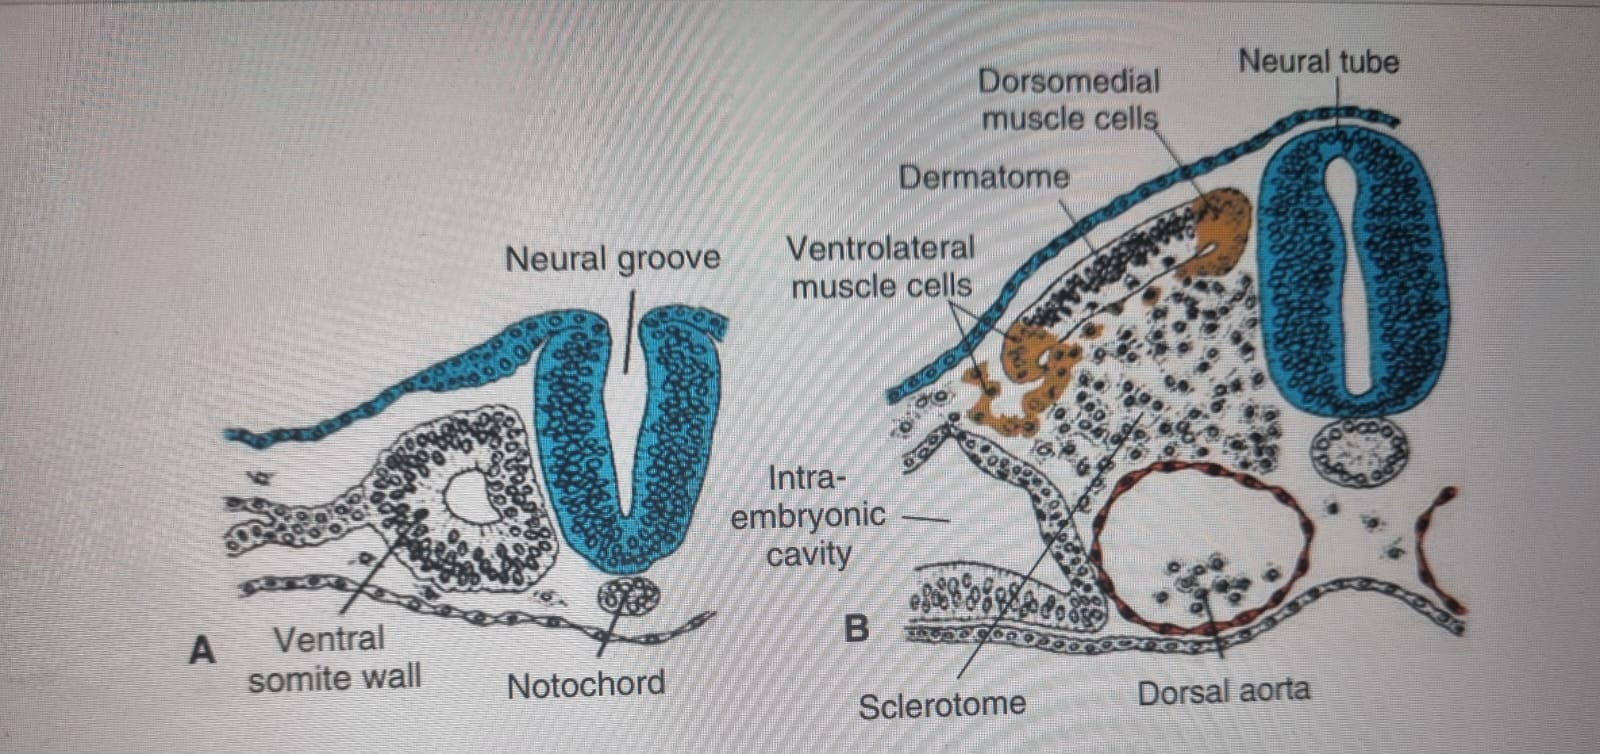 Neural groove
A
Ventral
somite wall
Notochord
Neural tube
Dorsomedial
muscle cells
Dermatome
Ventrolateral
muscle cells
Intra-
embryonic
cavity
B
Sclerotome
Dorsal aorta